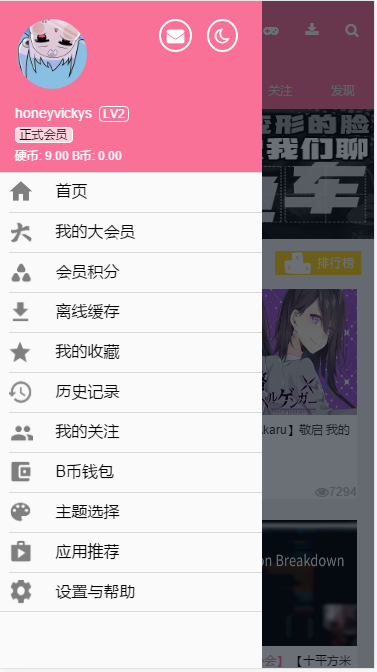 honeyvickys LV2
正式会员
硬币: 9.00 B币: 0.00
关注 发现
变形的脸
我们聊
车
排行榜
首页
我的大会员
会员积分
离线缓存
我的收藏
历史记录
我的关注
B币钱包
主题选择
应用推荐
设置与帮助
karu】敬启 我的
7294
on Breakdown
会】 【十平方米